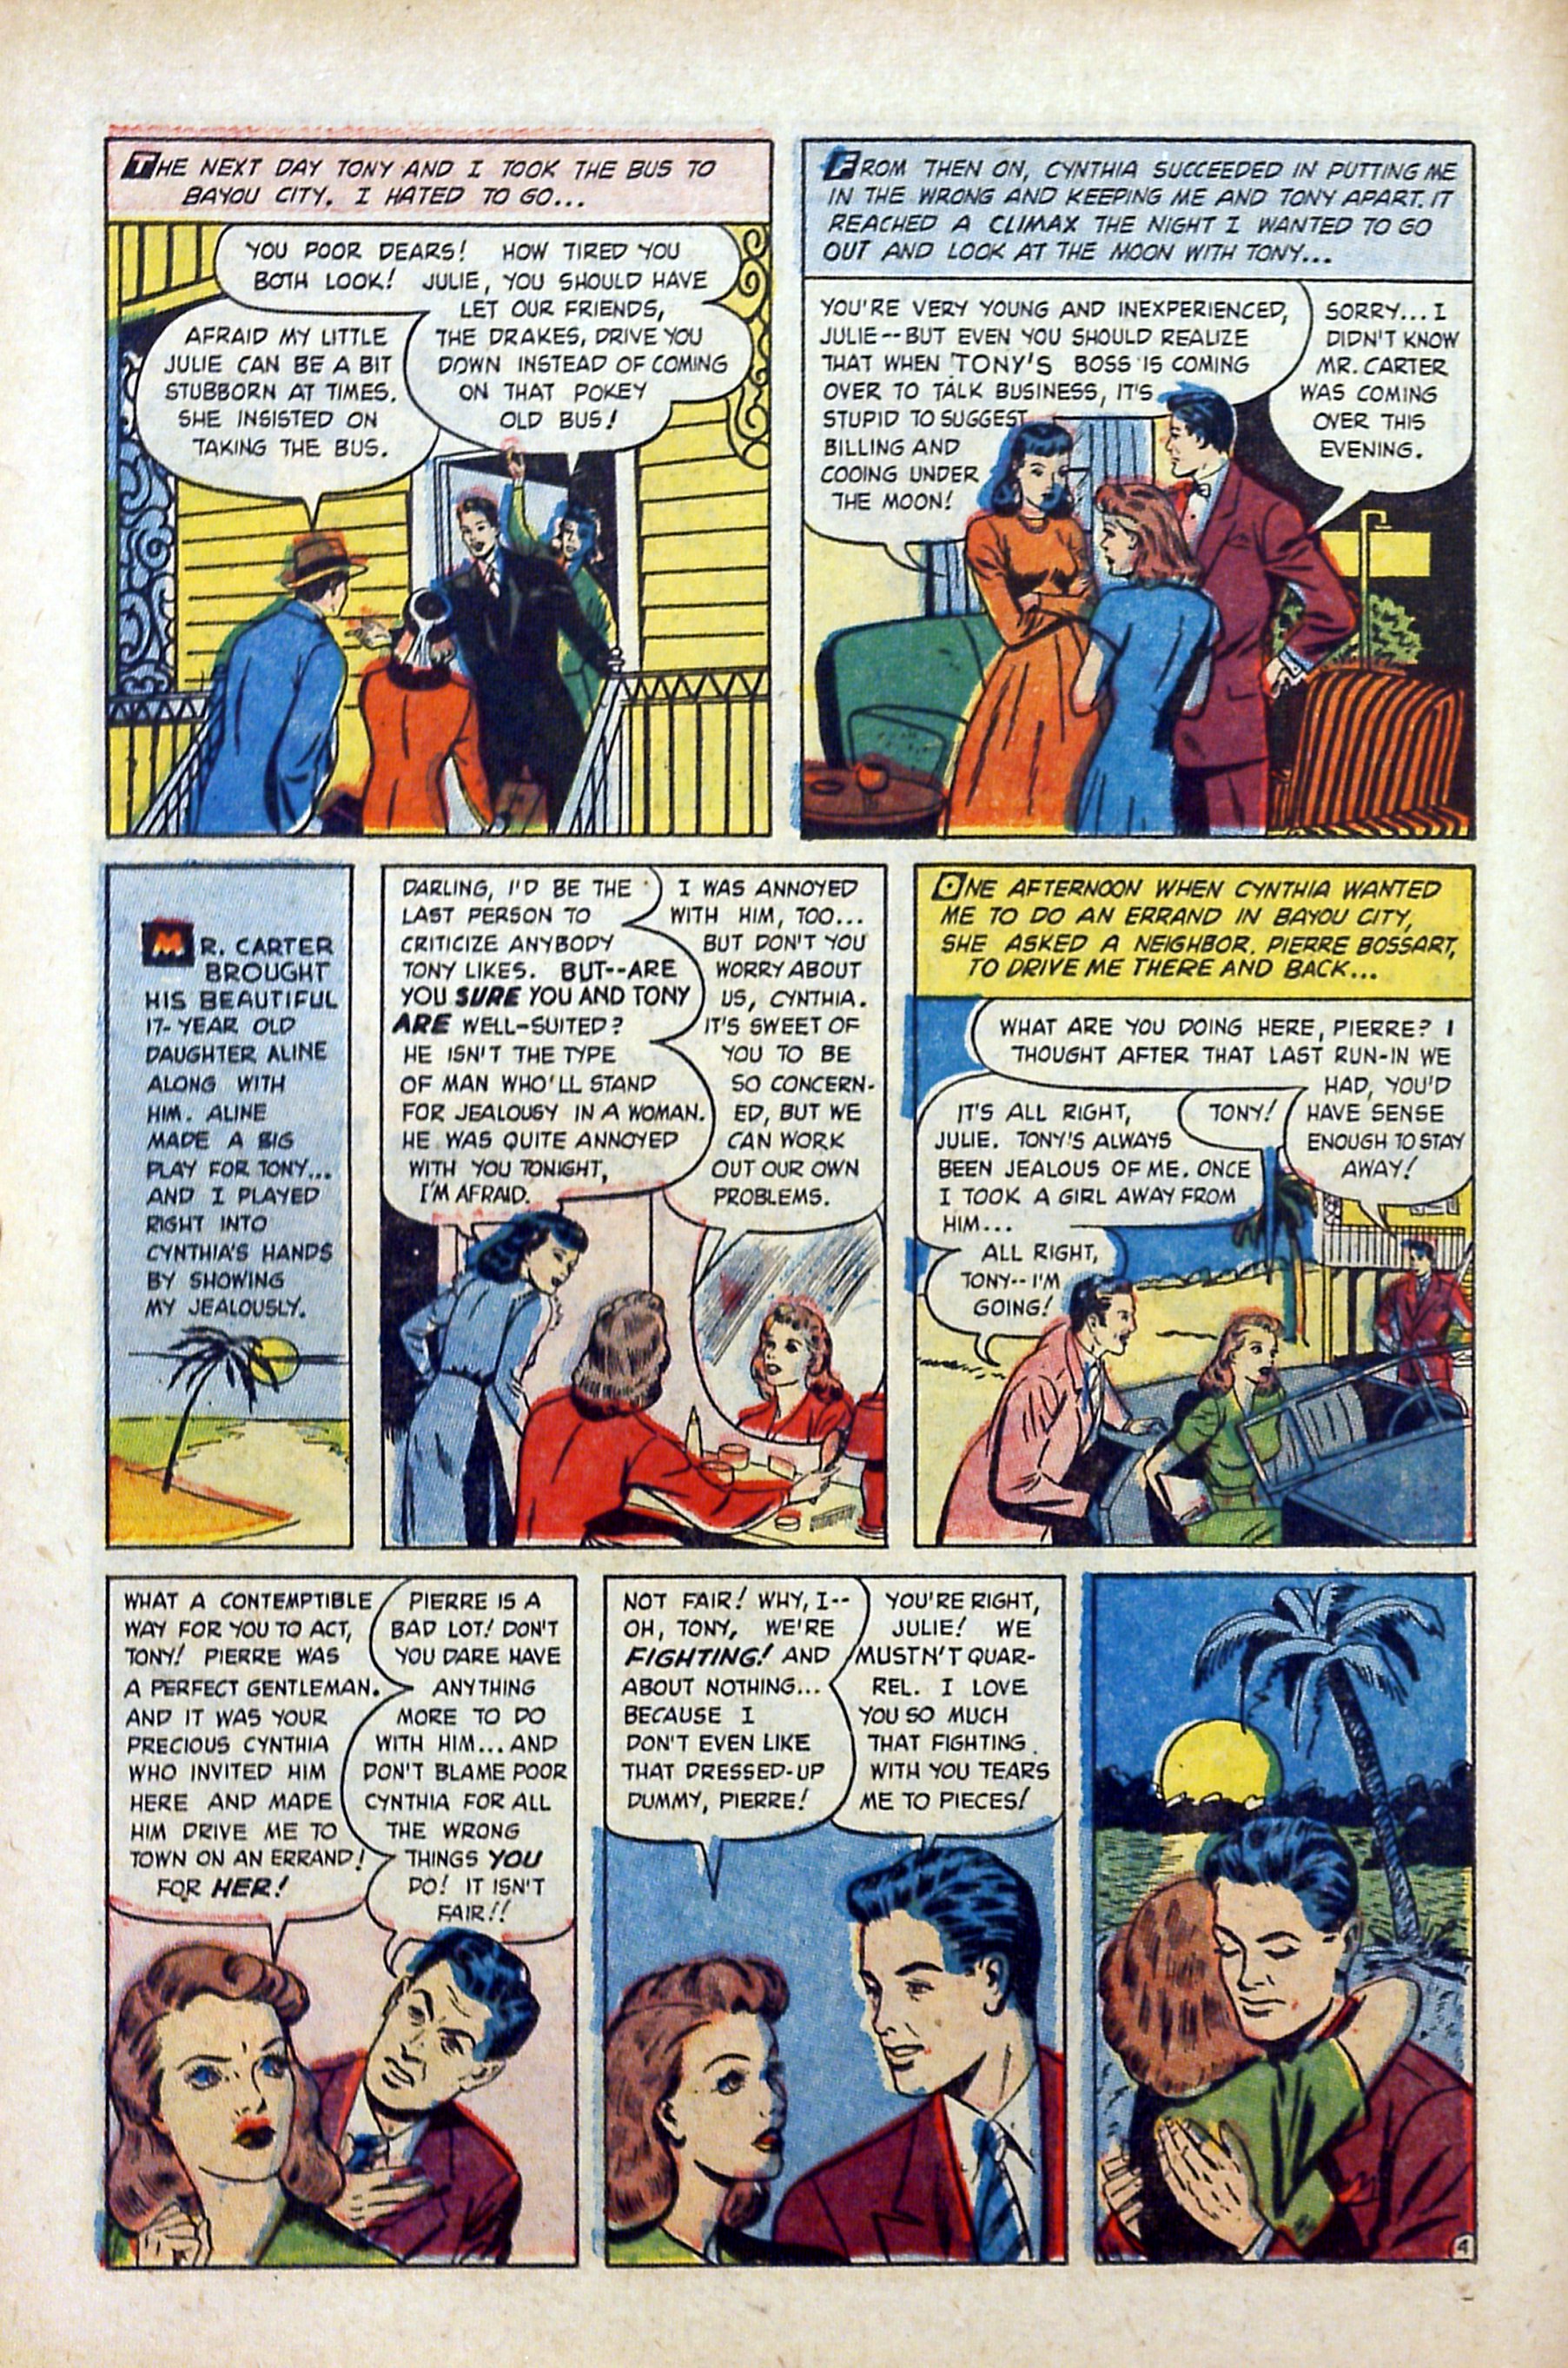 THE NEXT DAY TONY AND I TOOK THE BUS TO
BAYOU CITY. I HATED TO GO...
YOU POOR DEARS! HOW TIRED YOU
BOTH LOOK! JULIE, YOU SHOULD HAVE
LET OUR FRIENDS,
THE DRAKES, DRIVE YOU
DOWN INSTEAD OF COMING
ON THAT POKEY
OLD BUS!
AFRAID MY LITTLE
JULIE CAN BE A BIT
STUBBORN AT TIMES.
SHE INSISTED ON
TAKING THE BUS.
FROM THEN ON, CYNTHIA SUCCEEDED IN PUTTING ME
IN THE WRONG AND KEEPING ME AND TONY APART. IT
REACHED A CLIMAX THE NIGHT I WANTED TO GO
OUT AND LOOK AT THE MOON WITH TONY...
YOU'RE VERY YOUNG AND INEXPERIENCED,
JULIE--BUT EVEN YOU SHOULD REALIZE
THAT WHEN TONY'S BOSS IS COMING
OVER TO TALK BUSINESS, IT'S
STUPID TO SUGGEST
BILLING AND
COOING UNDER
THE MOON!
SORRY... I
DIDN'T KNOW
MR. CARTER
WAS COMING
OVER THIS
EVENING.
MR. CARTER
BROUGHT
HIS BEAUTIFUL
17-YEAR OLD
DAUGHTER ALINE
ALONG WITH
HIM. ALINE
MADE A BIG
PLAY FOR TONY...
AND I PLAYED
RIGHT INTO
CYNTHIA'S HANDS
BY SHOWING
MY JEALOUSLY.
DARLING, I'D BE THE
LAST PERSON TO
CRITICIZE ANYBODY
TONY LIKES. BUT--ARE
YOU SURE YOU AND TONY
ARE WELL-SUITED?
HE ISN'T THE TYPE
OF MAN WHO'LL STAND
FOR JEALOUSY IN A WOMAN.
HE WAS QUITE ANNOYED
WITH YOU TONIGHT,
I'M AFRAID.
I WAS ANNOYED
WITH HIM, TOO...
BUT DON'T YOU
WORRY ABOUT
US, CYNTHIA.
IT'S SWEET OF
YOU TO BE
SO CONCERN-
ED, BUT WE
CAN WORK
OUT OUR OWN
PROBLEMS.
ONE AFTERNOON WHEN CYNTHIA WANTED
ME TO DO AN ERRAND IN BAYOU CITY,
SHE ASKED A NEIGHBOR, PIERRE BOSSART,
TO DRIVE ME THERE AND BACK...
WHAT ARE YOU DOING HERE, PIERRE? I
THOUGHT AFTER THAT LAST RUN-IN WE
HAD, YOU'D
HAVE SENSE
ENOUGH TO STAY
AWAY!
TONY!
IT'S ALL RIGHT,
JULIE. TONY'S ALWAYS
BEEN JEALOUS OF ME. ONCE
I TOOK A GIRL AWAY FROM
HIM...
ALL RIGHT,
TONY--I'M
GOING!
WHAT A CONTEMPTIBLE
WAY FOR YOU TO ACT,
TONY! PIERRE WAS
A PERFECT GENTLEMAN.
AND IT WAS YOUR
PRECIOUS CYNTHIA
WHO INVITED HIM
HERE AND MADE
HIM DRIVE ME TO
TOWN ON AN ERRAND!
FOR HER!
PIERRE IS A
BAD LOT! DON'T
YOU DARE HAVE
ANYTHING
MORE TO DO
WITH HIM... AND
DON'T BLAME POOR
CYNTHIA FOR ALL
THE WRONG
THINGS YOU
DO! IT ISN'T
FAIR!!
NOT FAIR! WHY, I--
OH, TONY, WE'RE
FIGHTING! AND
ABOUT NOTHING...
BECAUSE I
DON'T EVEN LIKE
THAT DRESSED-UP
DUMMY, PIERRE!
YOU'RE RIGHT,
JULIE! WE
MUSTN'T QUAR-
REL. I LOVE
YOU SO MUCH
THAT FIGHTING
WITH YOU TEARS
ME TO PIECES!
4